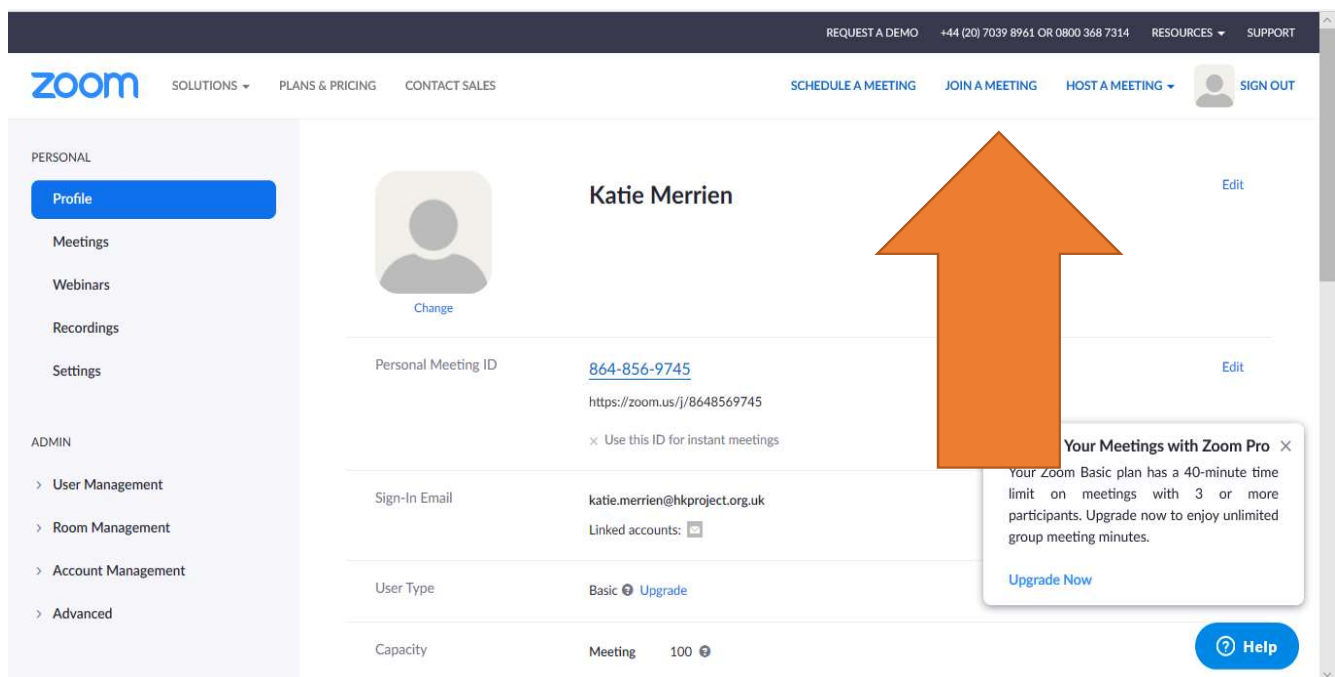 REQUEST A DEMO +44 (20) 7039 8961 OR 0800 368 7314 RESOURCES SUPPORT
zoom SOLUTIONS PLANS & PRICING CONTACT SALES SCHEDULE A MEETING JOIN A MEETING HOST A MEETING SIGN OUT
PERSONAL
Profile
Meetings
Webinars
Recordings
Settings
ADMIN
User Management
Room Management
Account Management
Advanced
Katie Merrien
Edit
Change
Personal Meeting ID
864-856-9745
Edit
https://zoom.us/j/8648569745
× Use this ID for instant meetings
Sign-In Email
katie.merrien@hkproject.org.uk
Linked accounts:
User Type
Basic Upgrade
Capacity
Meeting 100
Your Meetings with Zoom Pro ×
Your Zoom Basic plan has a 40-minute time
limit on meetings with 3 or more
participants. Upgrade now to enjoy unlimited
group meeting minutes.
Upgrade Now
? Help